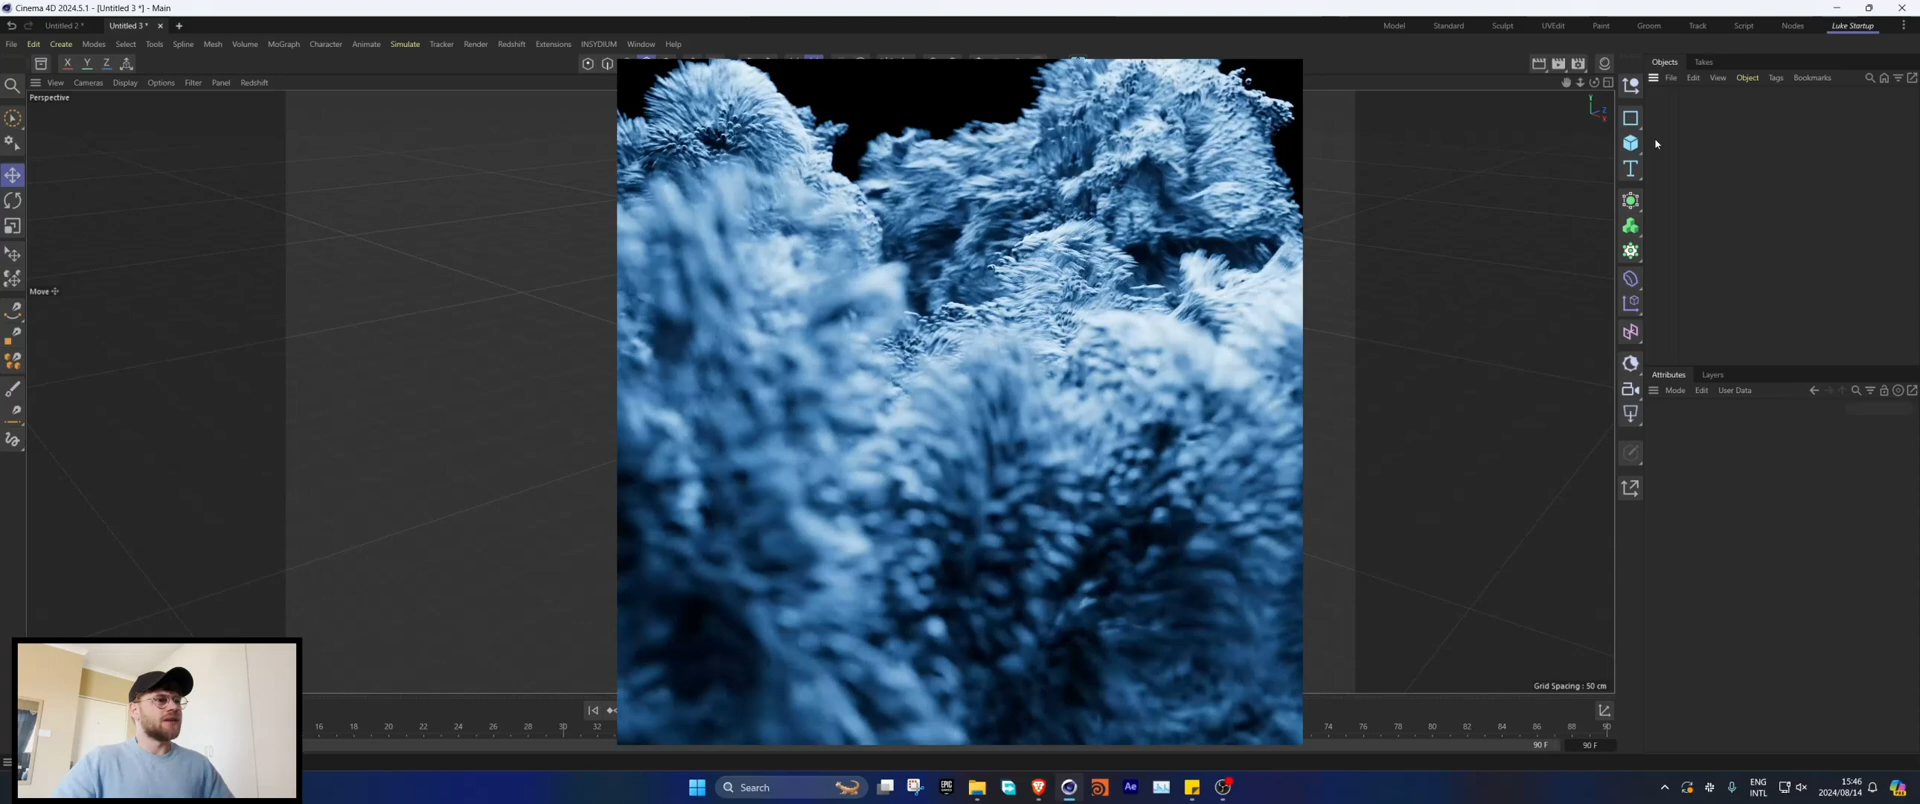 Cinema 4D 2024.5.1 - [Untitled 3 *] - Main
Untitled 2 *
Untitled 3 *
Model
Standard
Sculpt
UVEdit
Paint
Groom
Track
Script
Nodes
Luke Startup
File Edit Create Modes Select Tools Spline Mesh Volume MoGraph Character Animate Simulate Tracker Render Redshift Extensions INSYDIUM Window Help
X Y Z
Objects Takes
View Cameras Display Options Filter Panel Redshift
File Edit View Object Tags Bookmarks
Perspective
Y
Z
X
Move
Attributes Layers
Mode Edit User Data
Grid Spacing : 50 cm
16 18 20 22 24 26 28 30 32
74 76 78 80 82 84 86 88 90
90 F
90 F
Search
EPIC
Ae
ENG
INTL
15:46
2024/08/14